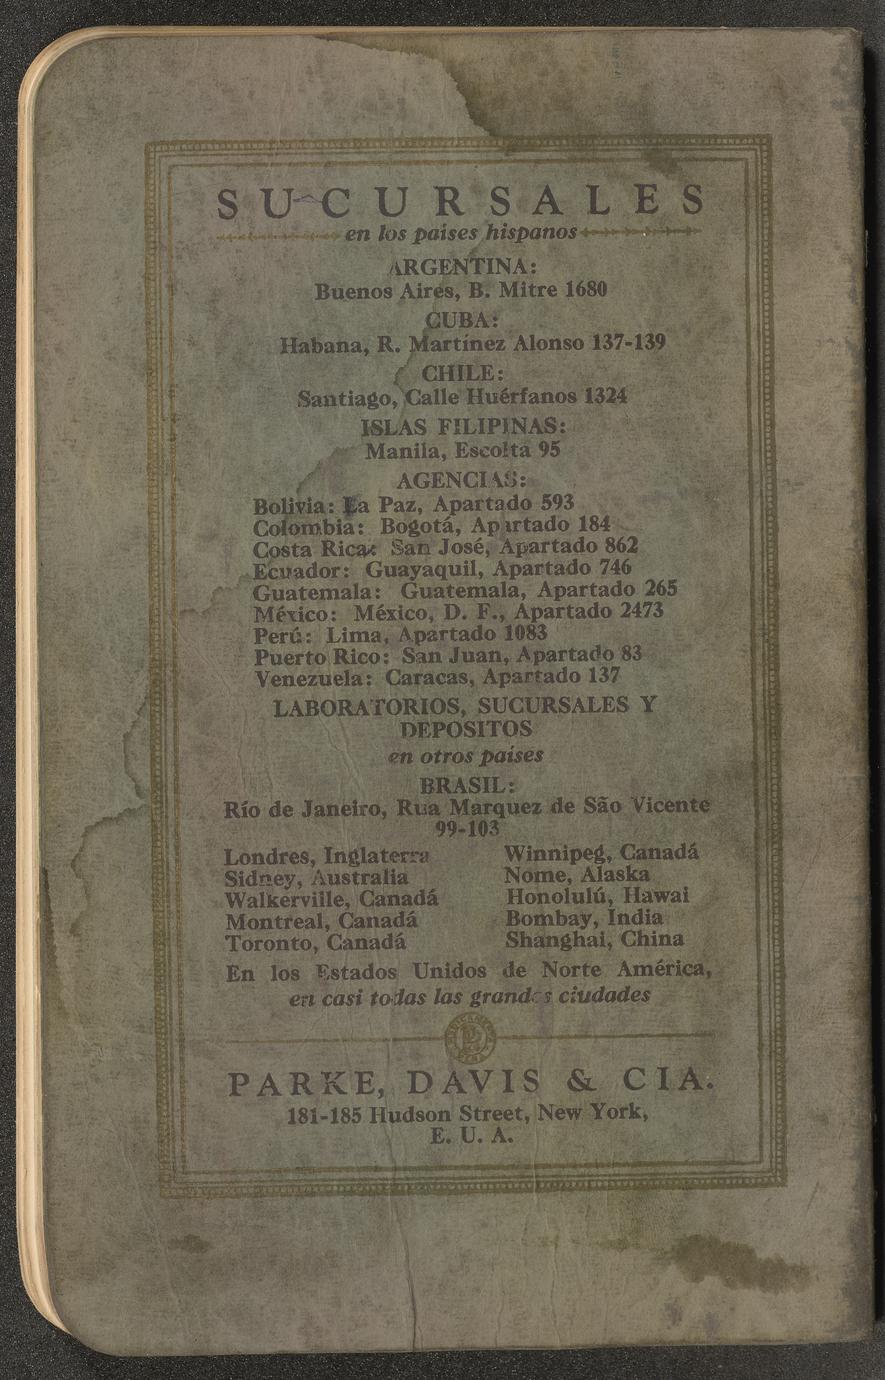 SUCURSALES
en los países hispanos
ARGENTINA:
Buenos Aires, B. Mitre 1680
CUBA:
Habana, R. Martínez Alonso 137-139
CHILE:
Santiago, Calle Huérfanos 1324
ISLAS FILIPINAS:
Manila, Escolta 95
AGENCIAS:
Bolivia: La Paz, Apartado 593
Colombia: Bogotá, Apartado 184
Costa Rica: San José, Apartado 862
Ecuador: Guayaquil, Apartado 746
Guatemala: Guatemala, Apartado 265
México: México, D. F., Apartado 2473
Perú: Lima, Apartado 1083
Puerto Rico: San Juan, Apartado 83
Venezuela: Caracas, Apartado 137
LABORATORIOS, SUCURSALES Y
DEPOSITOS
en otros países
BRASIL:
Río de Janeiro, Rua Marquez de São Vicente
99-103
Londres, Inglaterra
Sidney, Australia
Walkerville, Canadá
Montreal, Canadá
Toronto, Canadá
Winnipeg, Canadá
Nome, Alaska
Honolulú, Hawai
Bombay, India
Shanghai, China
En los Estados Unidos de Norte América,
en casi todas las grandes ciudades
PARKE, DAVIS & CIA.
181-185 Hudson Street, New York,
E. U. A.